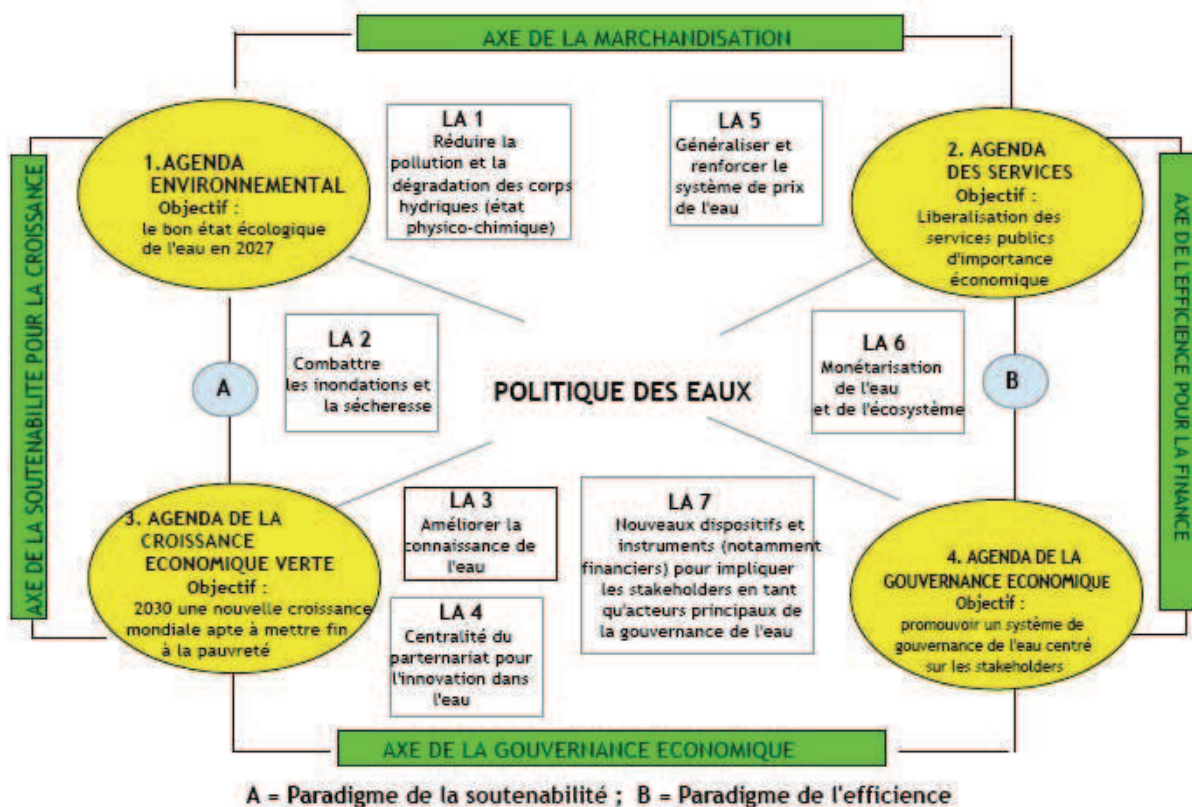 AXE DE LA MARCHANDISATION
AXE DE LA SOUTENABILITE POUR LA CROISSANCE
1.AGENDA
ENVIRONNEMENTAL
Objectif :
le bon état écologique
de l'eau en 2027
LA 1
Réduire la
pollution et la
dégradation des corps
hydriques (état
physico-chimique)
LA 5
Généraliser et
renforcer le
système de prix
de l'eau
2. AGENDA
DES SERVICES
Objectif :
Liberalisation des
services publics
d'importance
économique
AXE DE L'EFFICIENCE POUR LA FINANCE
A
LA 2
Combattre
les inondations et
la sécheresse
POLITIQUE DES EAUX
LA 6
Monétarisation
de l'eau
et de l'écosystème
B
3. AGENDA DE LA
CROISSANCE
ECONOMIQUE VERTE
Objectif :
2030 une nouvelle croissance
mondiale apte à mettre fin
à la pauvreté
LA 3
Améliorer la
connaissance de
l'eau
LA 4
Centralité du
partenariat pour
l'innovation dans
l'eau
LA 7
Nouveaux dispositifs et
instruments (notamment
financiers) pour impliquer
les stakeholders en tant
qu'acteurs principaux de
la gouvernance de l'eau
4. AGENDA DE LA
GOUVERNANCE ECONOMIQUE
Objectif :
promouvoir un système de
gouvernance de l'eau centré
sur les stakeholders
AXE DE LA GOUVERNANCE ECONOMIQUE
A = Paradigme de la soutenabilité ; B = Paradigme de l'efficience